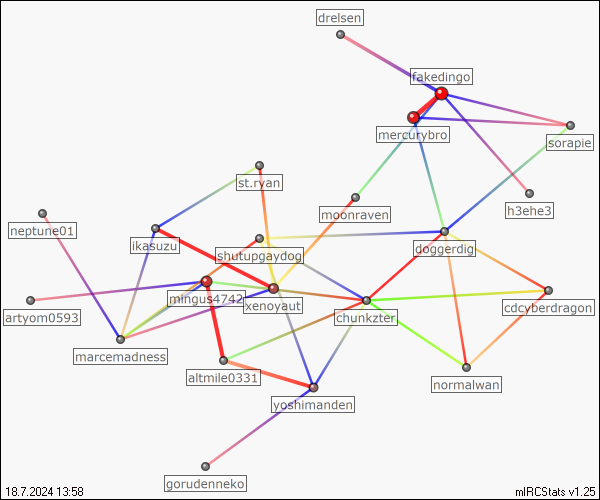 drelsen
fakedingo
mercurybro
sorapie
st.ryan
h3ehe3
moonraven
neptune01
ikasuzu
shutupgaydog
doggerdig
mingus4742
xenoyaut
cdcyberdragon
artyom0593
chunkzter
marcemadness
altmile0331
normalwan
yoshimanden
gorudenneko
18.7.2024 13:58
mIRCStats v1.25